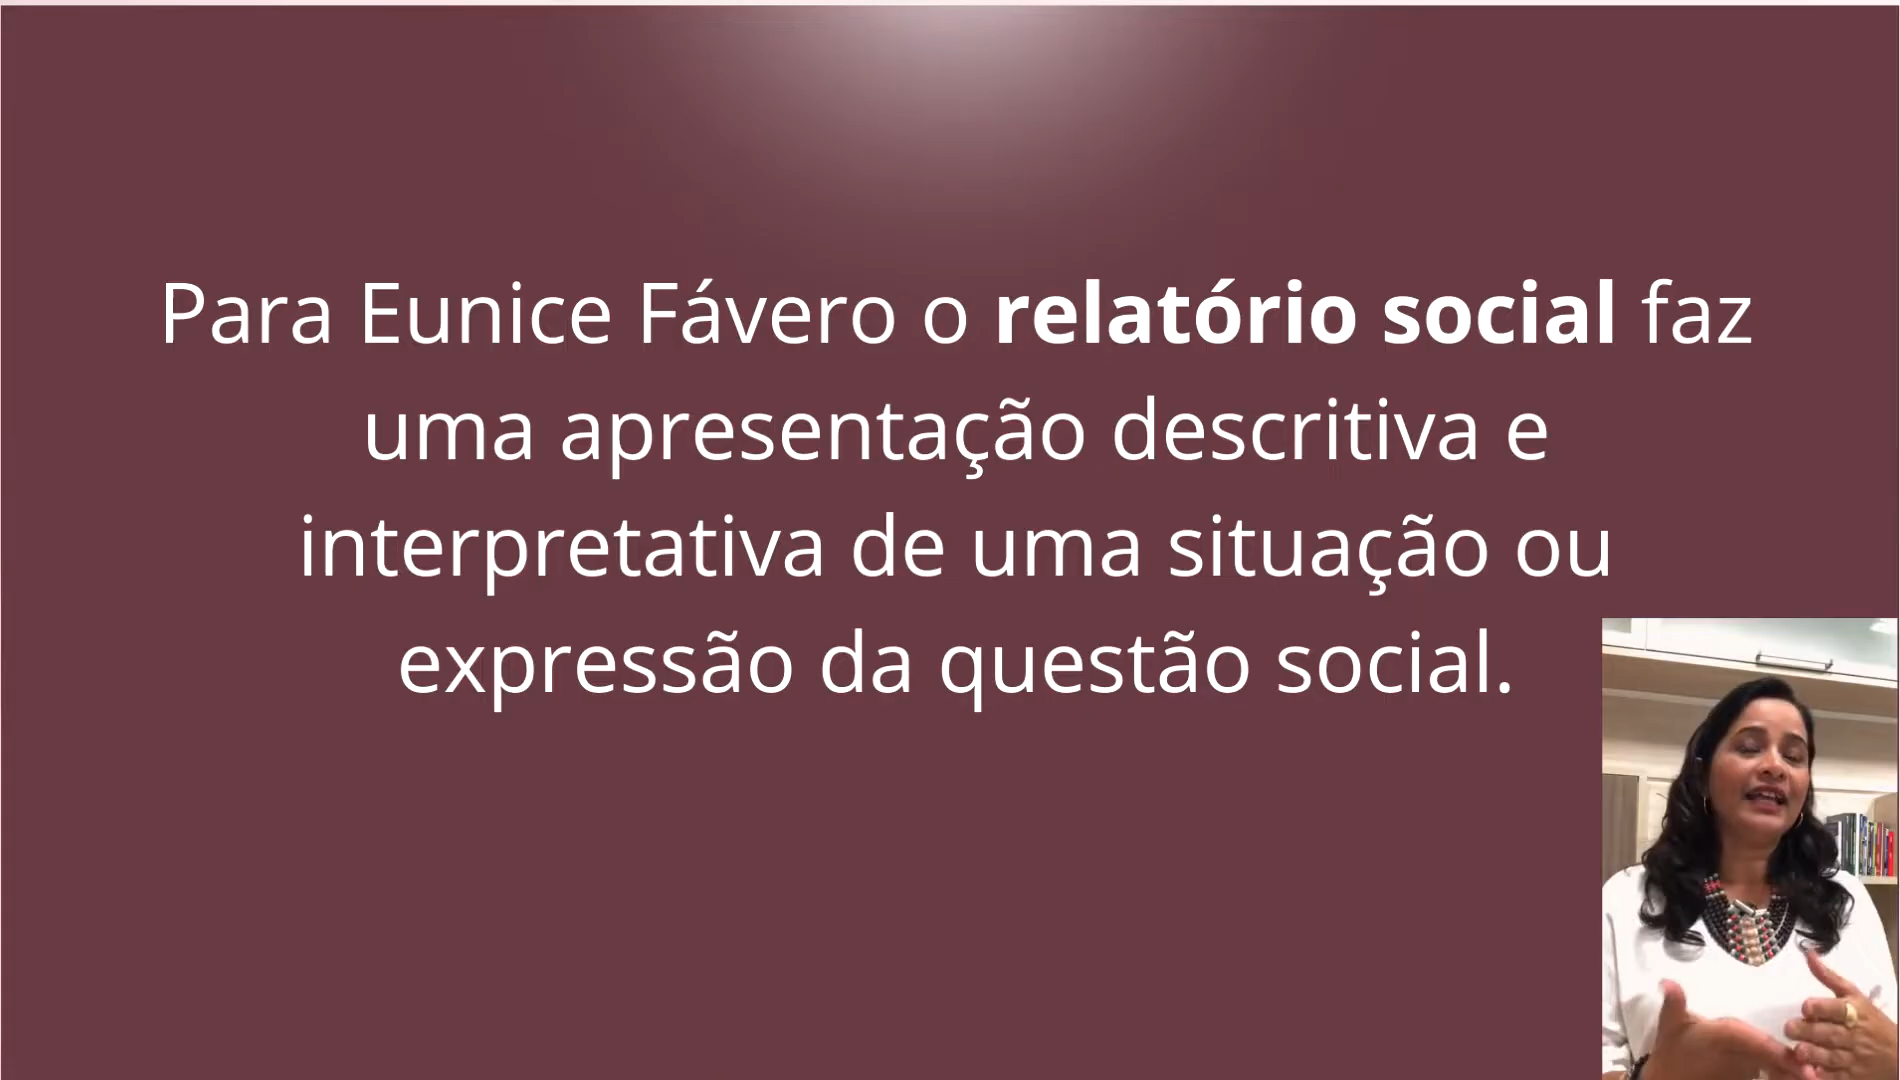 Para Eunice Fávero o relatório social faz
uma apresentação descritiva e
interpretativa de uma situação ou
expressão da questão social.